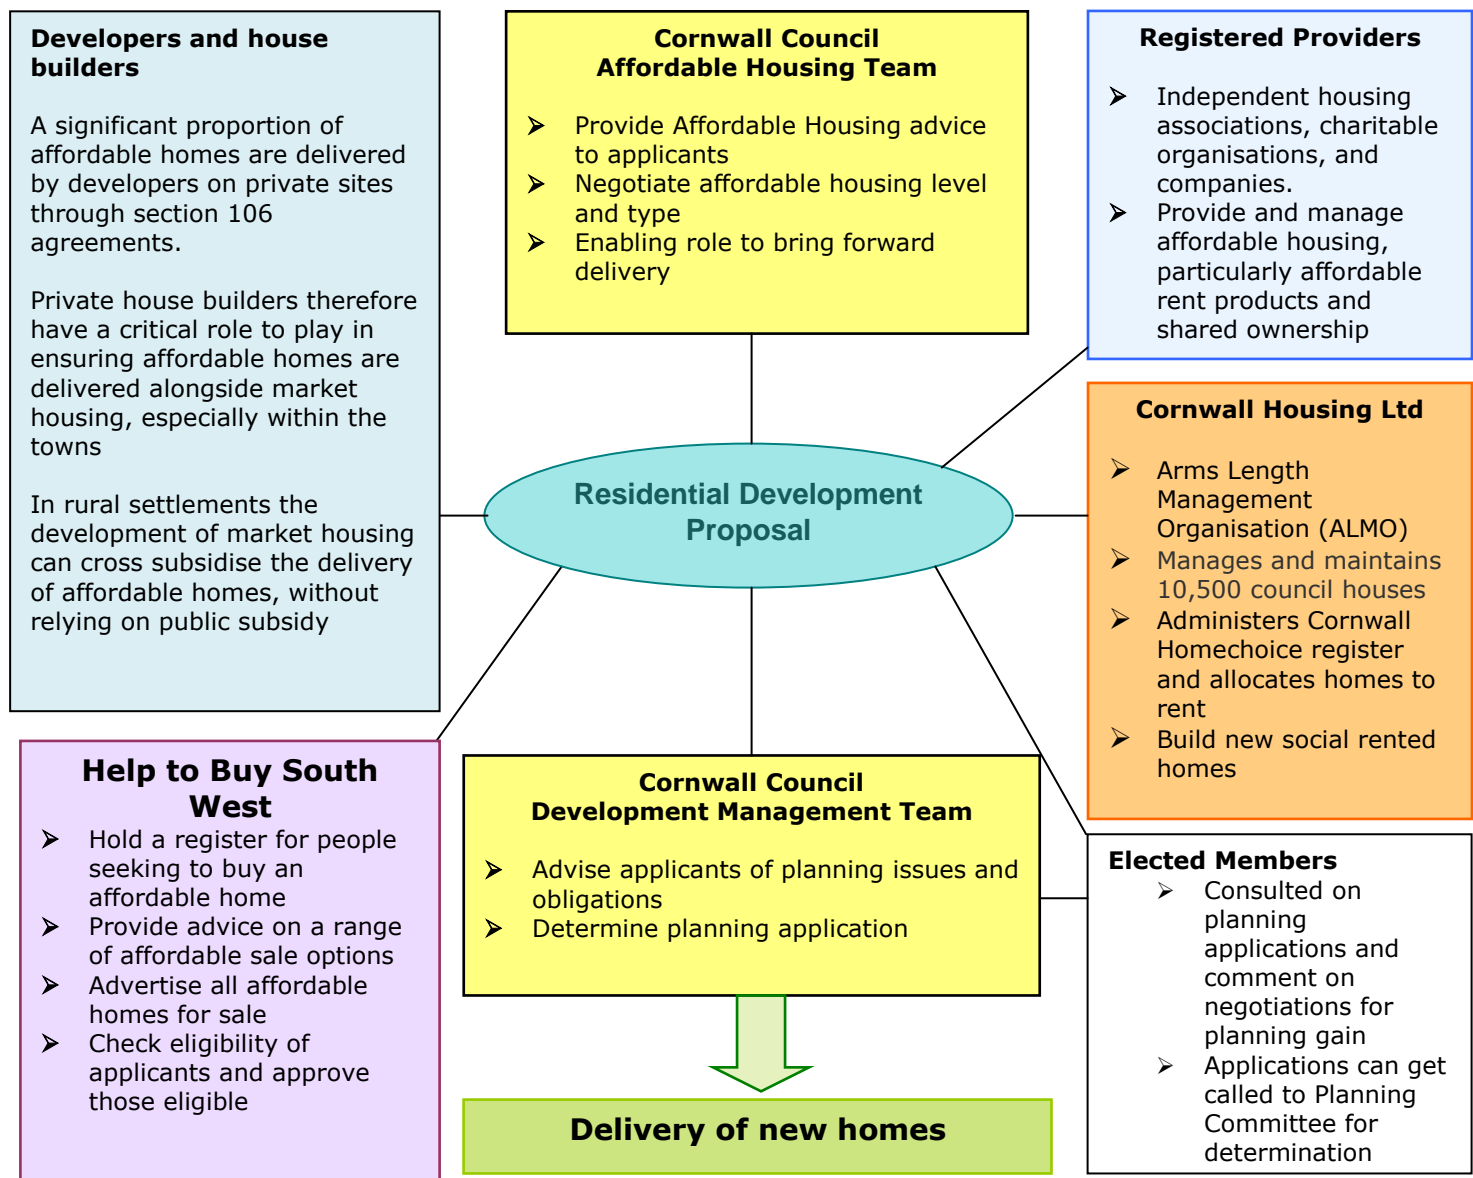 Developers and house
builders
A significant proportion of
affordable homes are delivered
by developers on private sites
through section 106
agreements.
Private house builders therefore
have a critical role to play in
ensuring affordable homes are
delivered alongside market
housing, especially within the
towns
In rural settlements the
development of market housing
can cross subsidise the delivery
of affordable homes, without
relying on public subsidy
Cornwall Council
Affordable Housing Team
➢ Provide Affordable Housing advice
to applicants
➢ Negotiate affordable housing level
and type
➢ Enabling role to bring forward
delivery
Registered Providers
➢ Independent housing
associations, charitable
organisations, and
companies.
➢ Provide and manage
affordable housing,
particularly affordable
rent products and
shared ownership
Residential Development
Proposal
Cornwall Housing Ltd
➢ Arms Length
Management
Organisation (ALMO)
➢ Manages and maintains
10,500 council houses
➢ Administers Cornwall
Homechoice register
and allocates homes to
rent
➢ Build new social rented
homes
Help to Buy South
West
➢ Hold a register for people
seeking to buy an
affordable home
➢ Provide advice on a range
of affordable sale options
➢ Advertise all affordable
homes for sale
➢ Check eligibility of
applicants and approve
those eligible
Cornwall Council
Development Management Team
➢ Advise applicants of planning issues and
obligations
➢ Determine planning application
Elected Members
➢ Consulted on
planning
applications and
comment on
negotiations for
planning gain
➢ Applications can get
called to Planning
Committee for
determination
Delivery of new homes